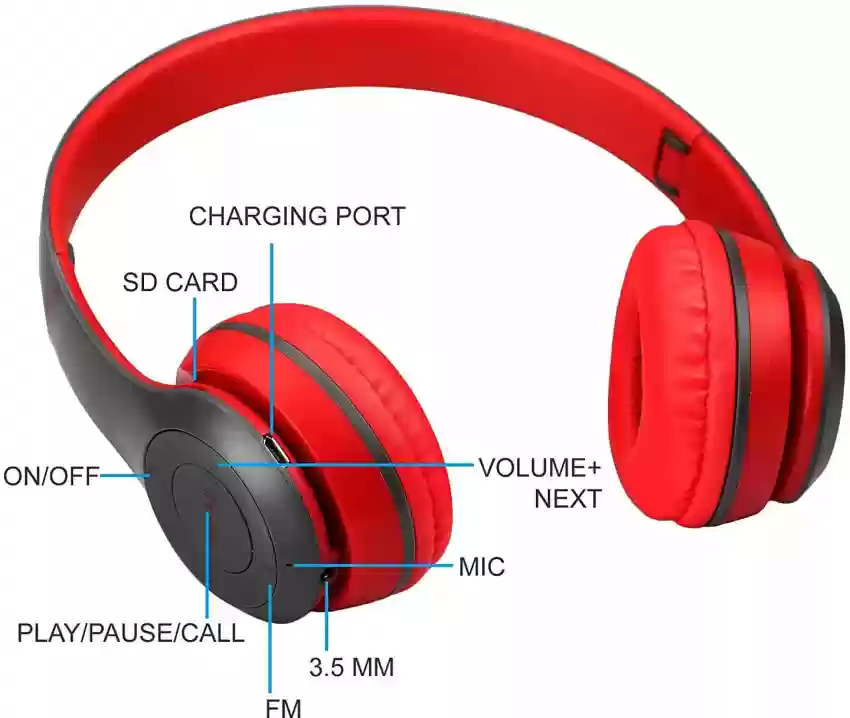 CHARGING PORT
SD CARD
ON/OFF
VOLUME+
NEXT
MIC
PLAY/PAUSE/CALL
3.5 MM
FM